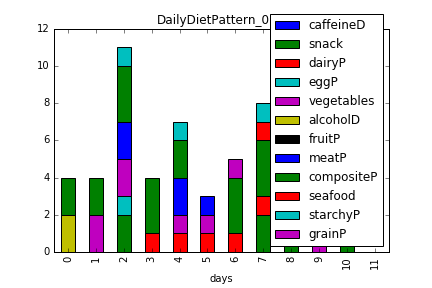 DailyDietPattern_0
12
10
8
6
4
2
0
caffeineD
snack
dairyP
eggP
vegetables
alcoholD
fruitP
meatP
compositeP
seafood
starchyP
grainP
0 1 2 3 4 5 6 7 8 9 10 11
days